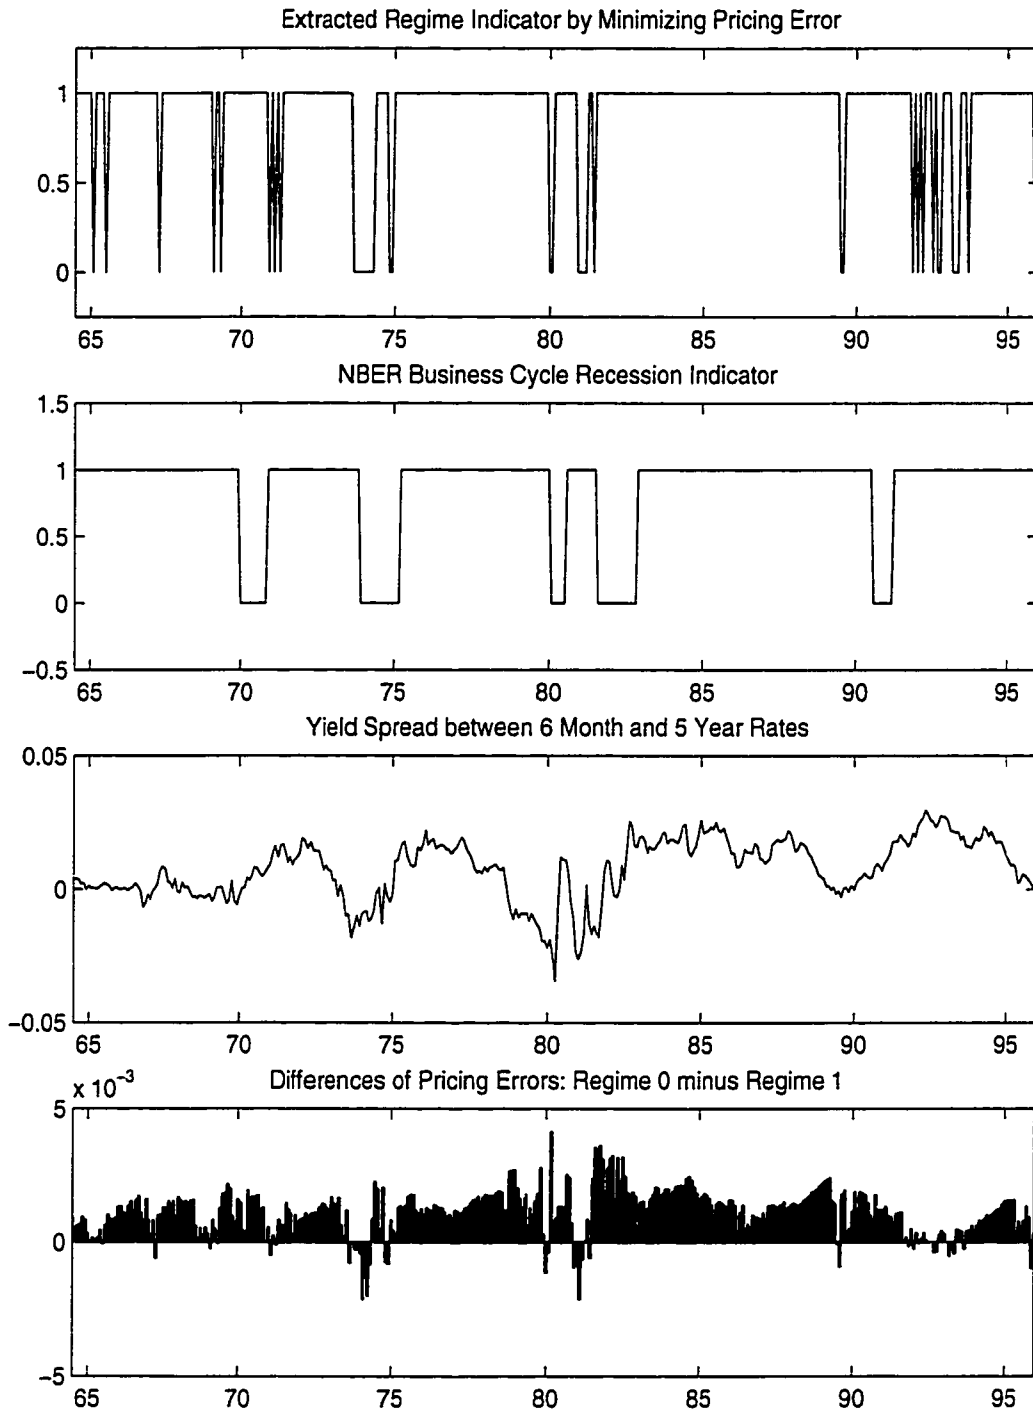 Extracted Regime Indicator by Minimizing Pricing Error
1
0.5
0
65 70 75 80 85 90 95
NBER Business Cycle Recession Indicator
1.5
1
0.5
0
−0.5
65 70 75 80 85 90 95
Yield Spread between 6 Month and 5 Year Rates
0.05
0
−0.05
65 70 75 80 85 90 95
x 10^−3 Differences of Pricing Errors: Regime 0 minus Regime 1
5
0
−5
65 70 75 80 85 90 95